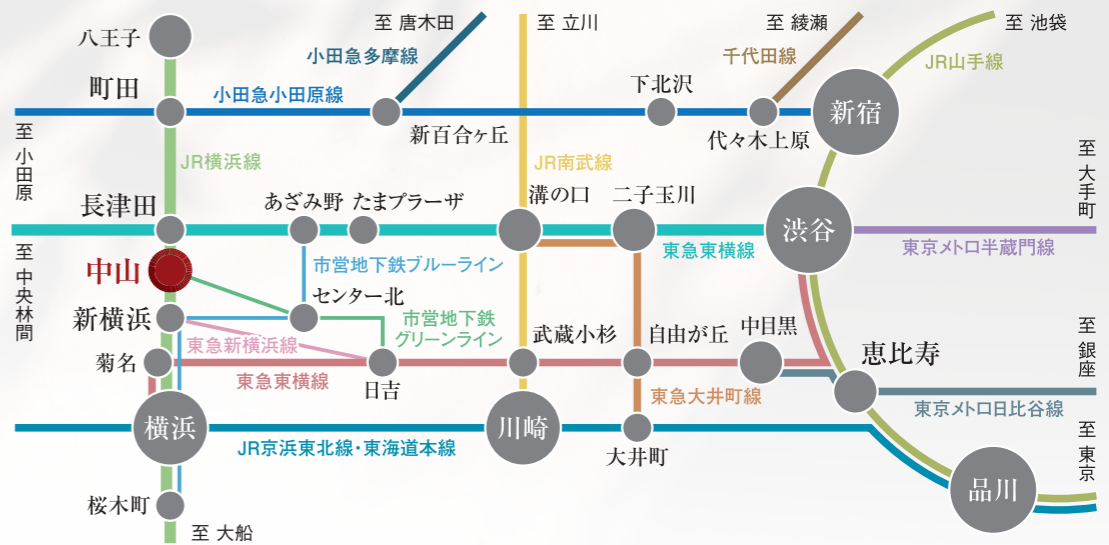 至 唐木田
至 立川
至 綾瀬
至 池袋
八王子
小田急多摩線
千代田線
JR山手線
町田
小田急小田原線
下北沢
新宿
新百合ヶ丘
代々木上原
至 小田原
JR横浜線
JR南武線
至 大手町
長津田
あざみ野
たまプラーザ
溝の口
二子玉川
渋谷
東急東横線
東京メトロ半蔵門線
至 中央林間
中山
市営地下鉄ブルーライン
センター北
新横浜
市営地下鉄
グリーンライン
東急新横浜線
武蔵小杉
自由が丘
中目黒
至 銀座
菊名
東急東横線
日吉
東急大井町線
恵比寿
東京メトロ日比谷線
横浜
JR京浜東北線・東海道本線
川崎
大井町
至 東京
品川
桜木町
至 大船